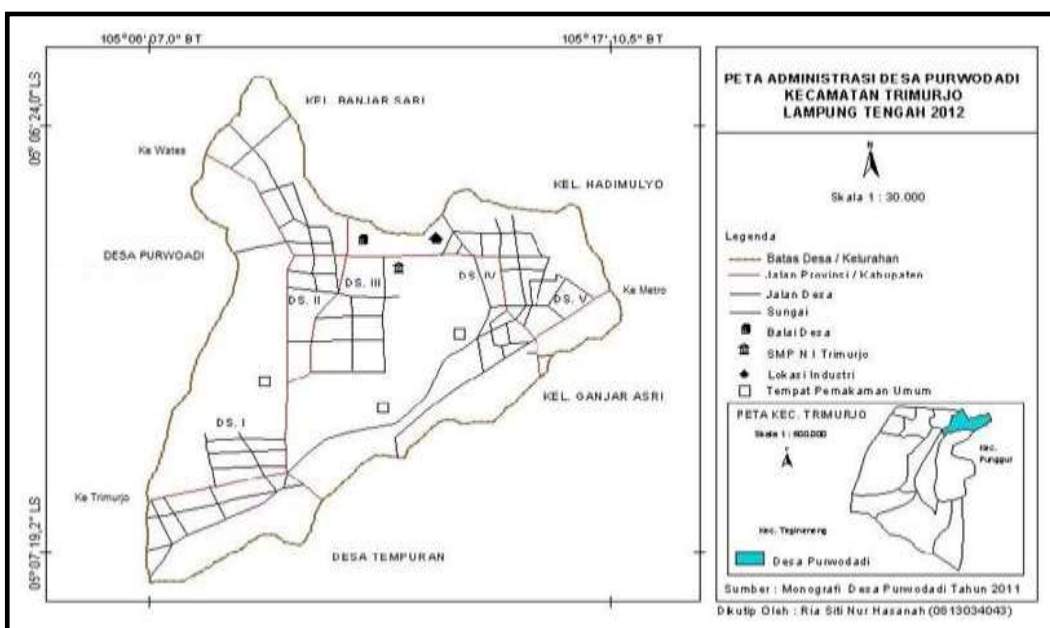 105° 06' 07,0" BT
105° 17' 10,5" BT
05° 06' 24,0" LS
05° 07' 19,2" LS
KEL. BANJAR SARI
Ke Wates
KEL. HADIMULYO
DESA PURWOADI
DS. II
DS. III
DS. IV
DS. V
Ke Metro
KEL. GANJAR ASRI
DS. I
Ke Trimurjo
DESA TEMPURAN
PETA ADMINISTRASI DESA PURWODADI
KECAMATAN TRIMURJO
LAMPUNG TENGAH 2012
N
Skala 1 : 30.000
Legenda
Batas Desa / Kelurahan
Jalan Provinsi / Kabupaten
Jalan Desa
Sungai
Balai Desa
SMP N I Trimurjo
Lokasi Industri
Tempat Pemakaman Umum
PETA KEC. TRIMURJO
Skala 1 : 600.000
Kec.
Punggur
Kec. Tegineneng
Desa Purwodadi
Sumber : Monografi Desa Purwodadi Tahun 2011
Dikutip Oleh : Ria Siti Nur Hasanah (0813034043)